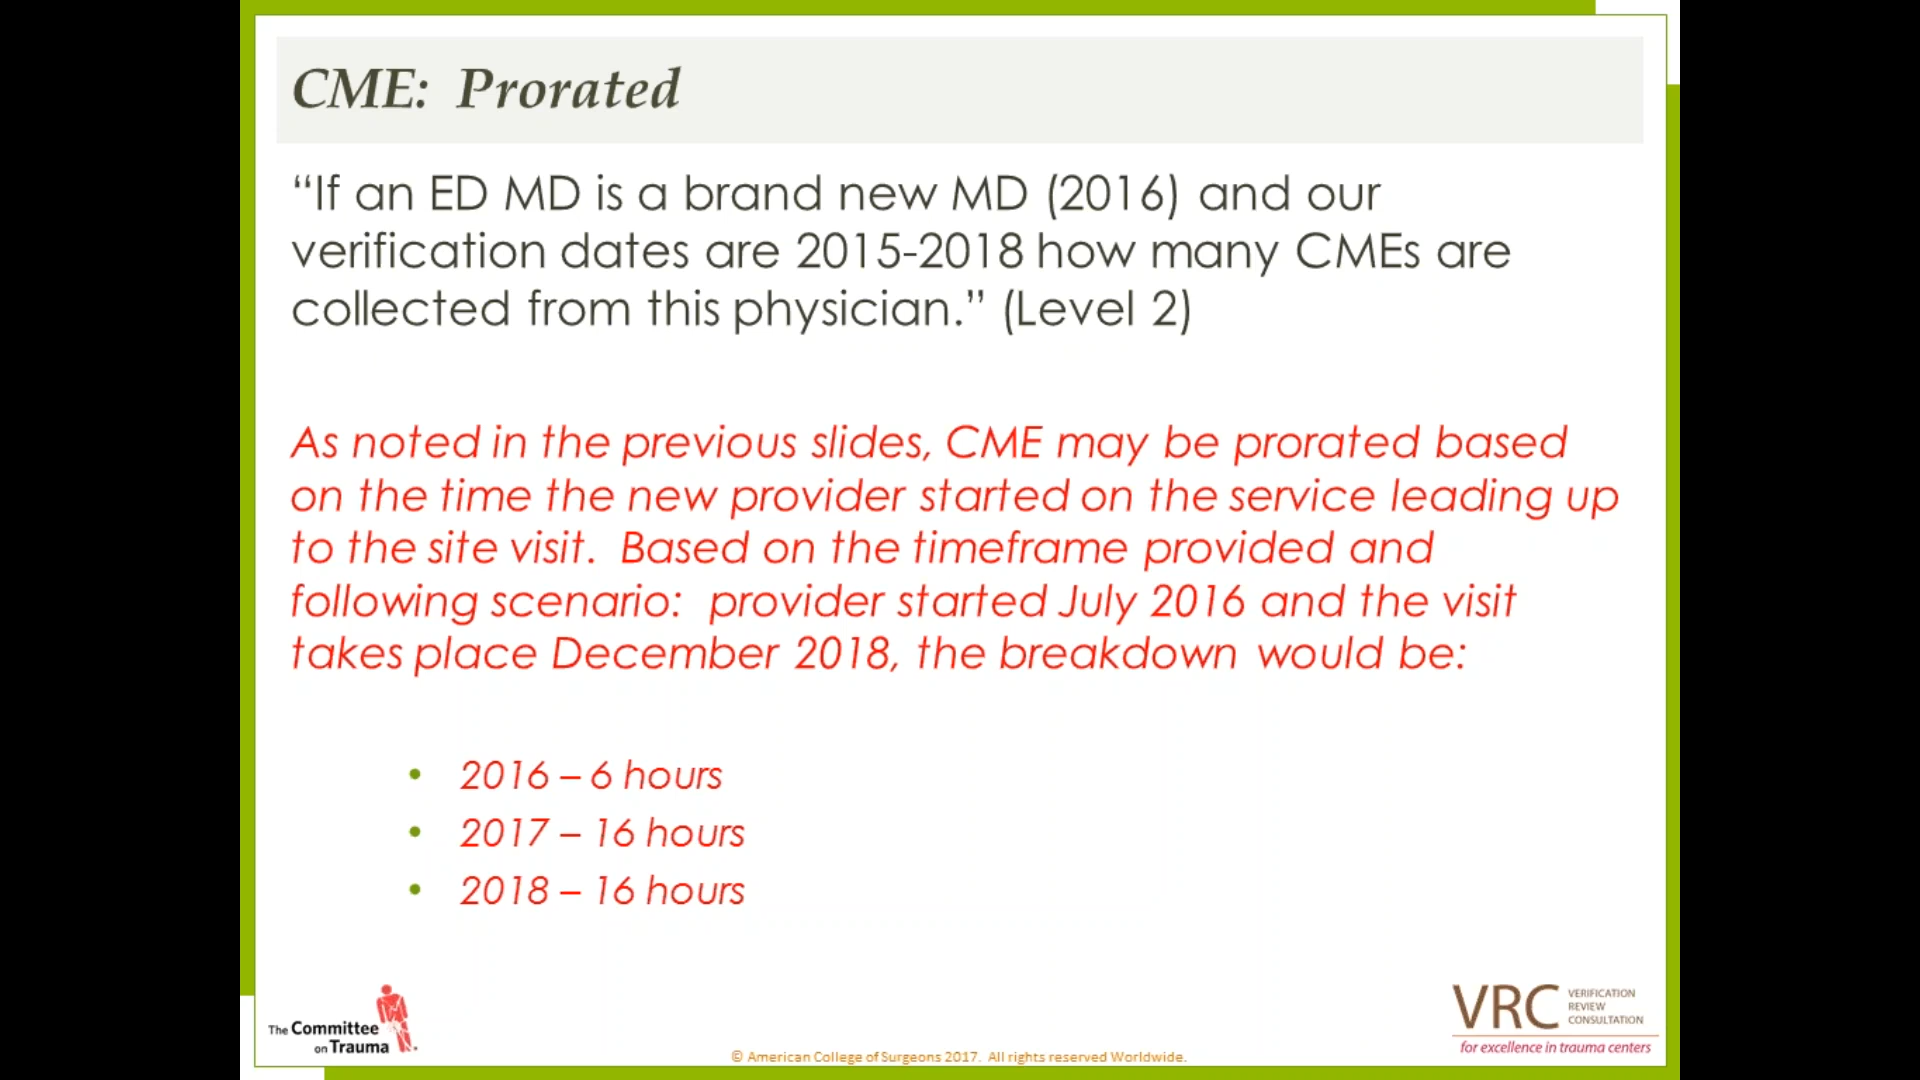 CME: Prorated
“If an ED MD is a brand new MD (2016) and our
verification dates are 2015-2018 how many CMEs are
collected from this physician.” (Level 2)
As noted in the previous slides, CME may be prorated based
on the time the new provider started on the service leading up
to the site visit. Based on the timeframe provided and
following scenario: provider started July 2016 and the visit
takes place December 2018, the breakdown would be:
• 2016 – 6 hours
• 2017 – 16 hours
• 2018 – 16 hours
The Committee
on Trauma
© American College of Surgeons 2017. All rights reserved Worldwide.
VRC
VERIFICATION
REVIEW
CONSULTATION
for excellence in trauma centers